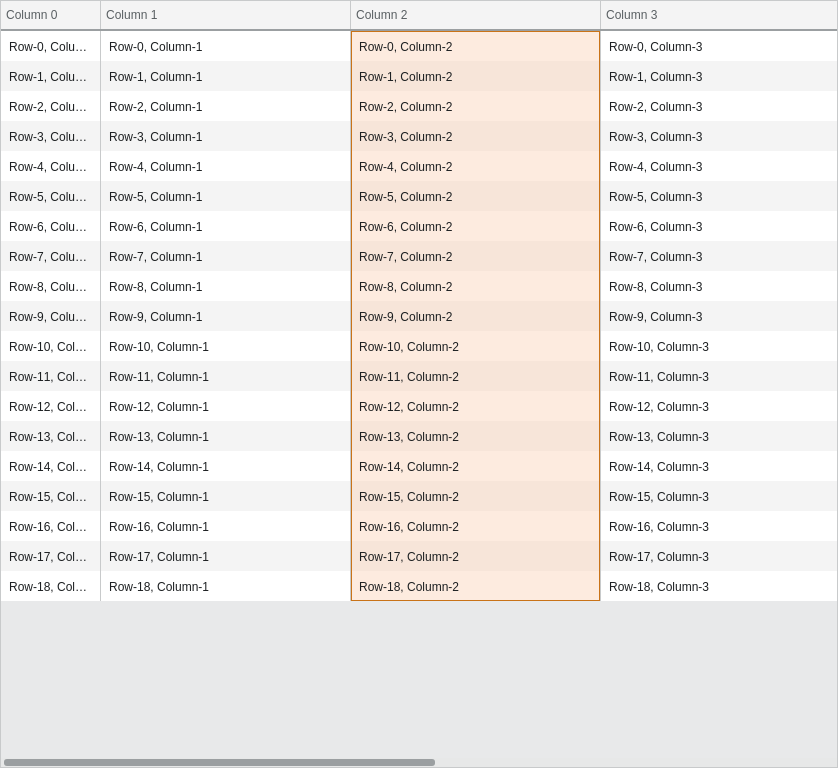 Column 0 Column 1 Column 2 Column 3
Row-0, Colu… Row-0, Column-1 Row-0, Column-2 Row-0, Column-3
Row-1, Colu… Row-1, Column-1 Row-1, Column-2 Row-1, Column-3
Row-2, Colu… Row-2, Column-1 Row-2, Column-2 Row-2, Column-3
Row-3, Colu… Row-3, Column-1 Row-3, Column-2 Row-3, Column-3
Row-4, Colu… Row-4, Column-1 Row-4, Column-2 Row-4, Column-3
Row-5, Colu… Row-5, Column-1 Row-5, Column-2 Row-5, Column-3
Row-6, Colu… Row-6, Column-1 Row-6, Column-2 Row-6, Column-3
Row-7, Colu… Row-7, Column-1 Row-7, Column-2 Row-7, Column-3
Row-8, Colu… Row-8, Column-1 Row-8, Column-2 Row-8, Column-3
Row-9, Colu… Row-9, Column-1 Row-9, Column-2 Row-9, Column-3
Row-10, Col… Row-10, Column-1 Row-10, Column-2 Row-10, Column-3
Row-11, Col… Row-11, Column-1 Row-11, Column-2 Row-11, Column-3
Row-12, Col… Row-12, Column-1 Row-12, Column-2 Row-12, Column-3
Row-13, Col… Row-13, Column-1 Row-13, Column-2 Row-13, Column-3
Row-14, Col… Row-14, Column-1 Row-14, Column-2 Row-14, Column-3
Row-15, Col… Row-15, Column-1 Row-15, Column-2 Row-15, Column-3
Row-16, Col… Row-16, Column-1 Row-16, Column-2 Row-16, Column-3
Row-17, Col… Row-17, Column-1 Row-17, Column-2 Row-17, Column-3
Row-18, Col… Row-18, Column-1 Row-18, Column-2 Row-18, Column-3